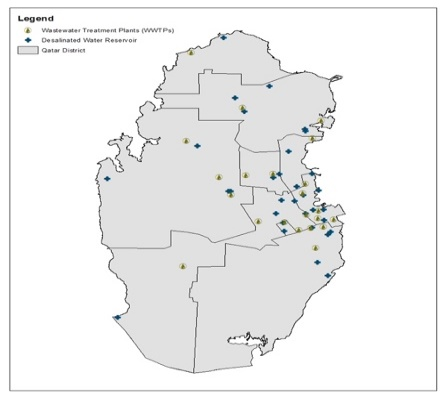 Legend
Wastewater Treatment Plants (WWTPs)
Desalinated Water Reservoir
Qatar District